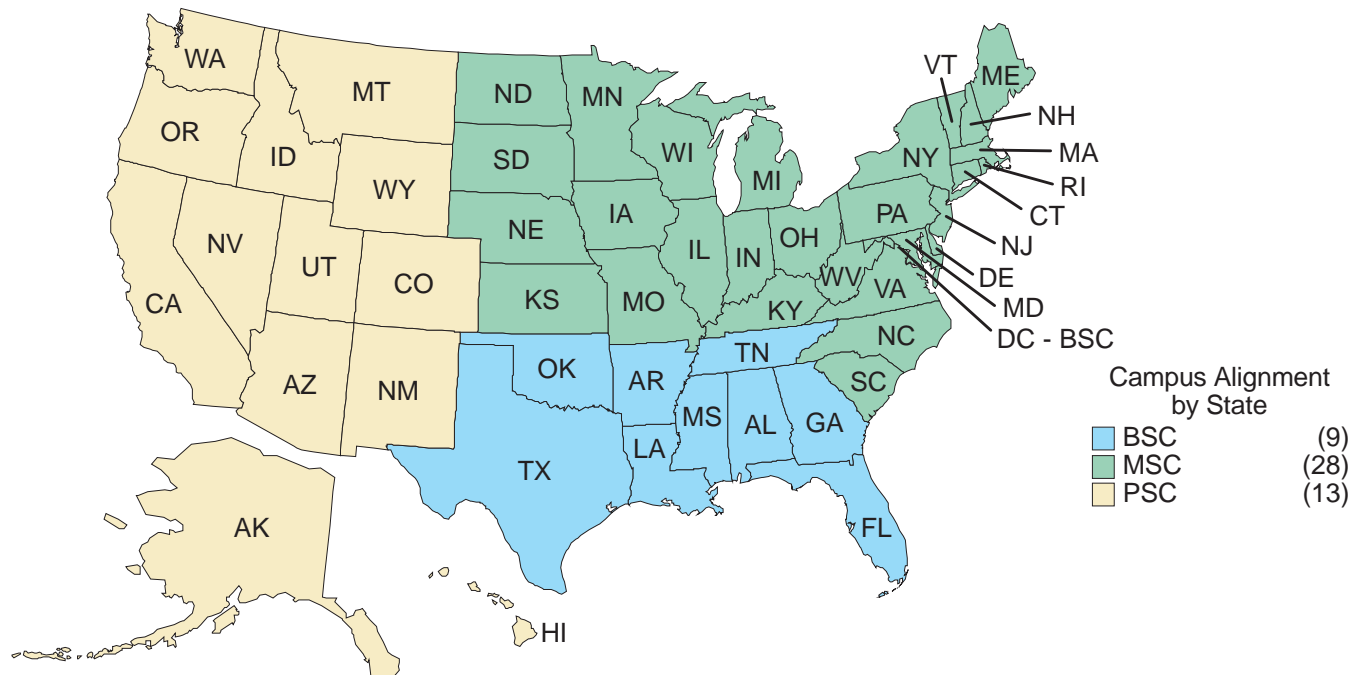 WA
MT
ND
MN
VT
ME
OR
ID
SD
WI
MI
NY
NH
MA
RI
CT
WY
NE
IA
PA
NJ
NV
UT
CO
IL
IN
OH
WV
VA
DE
MD
DC - BSC
CA
KS
MO
KY
NC
TN
SC
AZ
NM
OK
AR
MS
AL
GA
LA
TX
FL
AK
HI
Campus Alignment
by State
BSC (9)
MSC (28)
PSC (13)